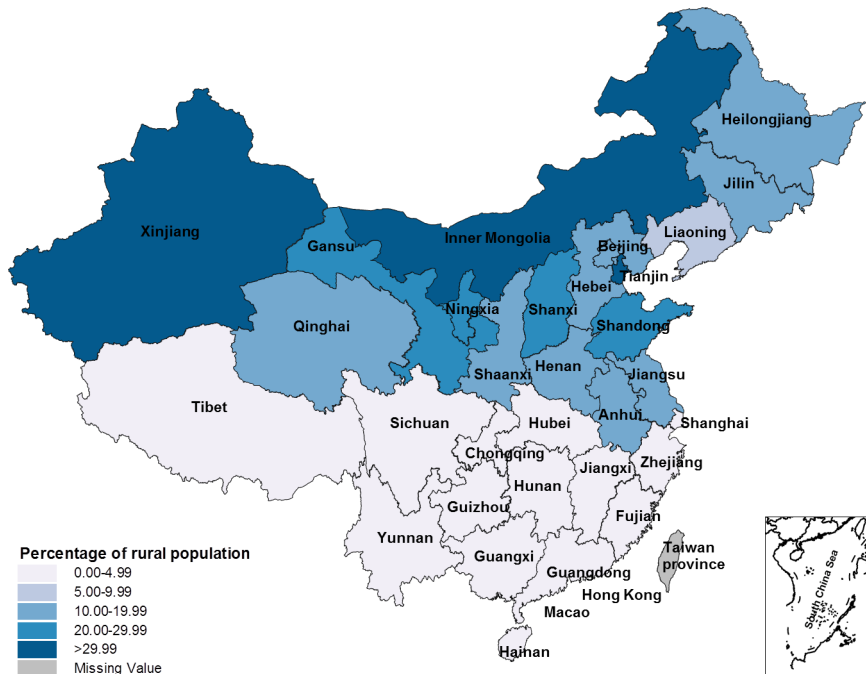 Heilongjiang
Jilin
Xinjiang
Inner Mongolia
Liaoning
Gansu
Beijing
Tianjin
Hebei
Ningxia
Shanxi
Shandong
Qinghai
Shaanxi
Henan
Jiangsu
Tibet
Anhui
Sichuan
Hubei
Shanghai
Chongqing
Jiangxi
Zhejiang
Hunan
Guizhou
Fujian
Yunnan
Guangxi
Guangdong
Taiwan
province
Hong Kong
Macao
Hainan
South China Sea
Percentage of rural population
0.00-4.99
5.00-9.99
10.00-19.99
20.00-29.99
>29.99
Missing Value